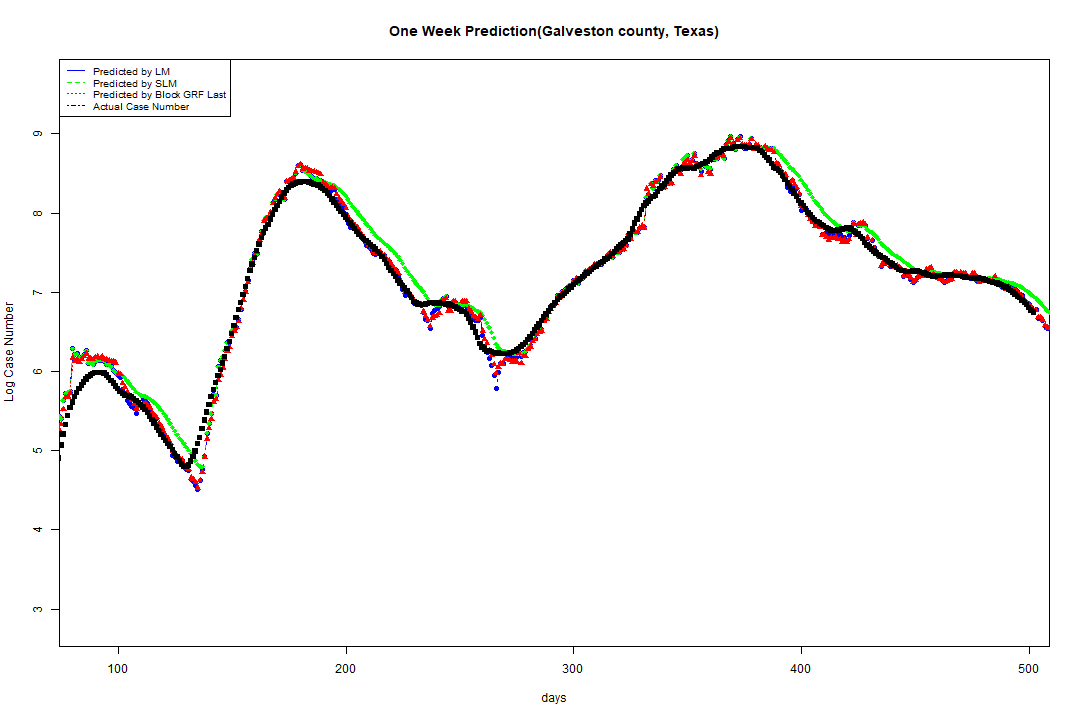 One Week Prediction(Galveston county, Texas)
Predicted by LM
Predicted by SLM
Predicted by Block GRF Last
Actual Case Number
9
8
7
6
5
4
3
Log Case Number
100 200 300 400 500
days